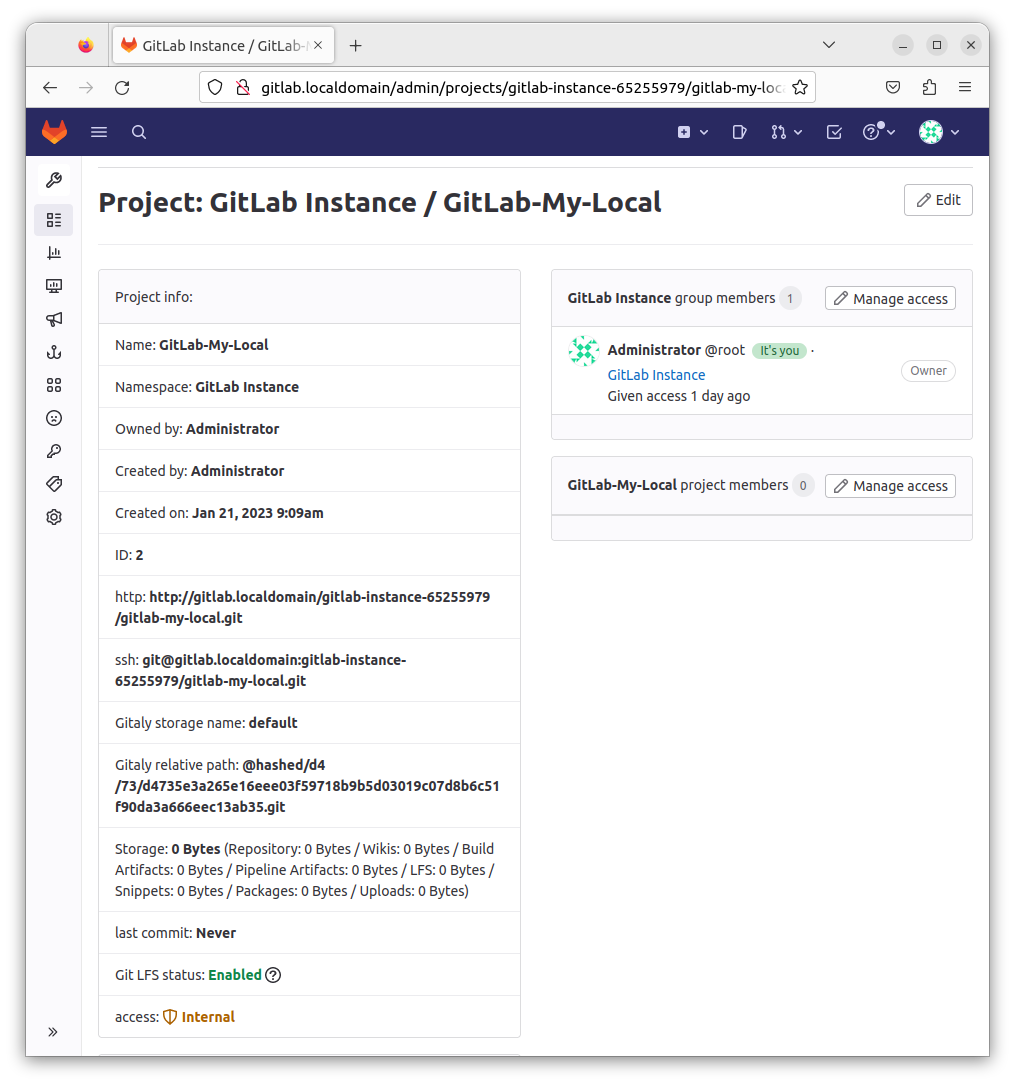 GitLab Instance / GitLab-
gitlab.localdomain/admin/projects/gitlab-instance-65255979/gitlab-my-loc
Project: GitLab Instance / GitLab-My-Local
Edit
Project info:
Name: GitLab-My-Local
Namespace: GitLab Instance
Owned by: Administrator
Created by: Administrator
Created on: Jan 21, 2023 9:09am
ID: 2
http: http://gitlab.localdomain/gitlab-instance-65255979
/gitlab-my-local.git
ssh: git@gitlab.localdomain:gitlab-instance-
65255979/gitlab-my-local.git
Gitaly storage name: default
Gitaly relative path: @hashed/d4
/73/d4735e3a265e16eee03f59718b9b5d03019c07d8b6c51
f90da3a666eec13ab35.git
Storage: 0 Bytes (Repository: 0 Bytes / Wikis: 0 Bytes / Build
Artifacts: 0 Bytes / Pipeline Artifacts: 0 Bytes / LFS: 0 Bytes /
Snippets: 0 Bytes / Packages: 0 Bytes / Uploads: 0 Bytes)
last commit: Never
Git LFS status: Enabled
access: Internal
GitLab Instance group members 1
Manage access
Administrator @root It's you ·
GitLab Instance
Given access 1 day ago
Owner
GitLab-My-Local project members 0
Manage access